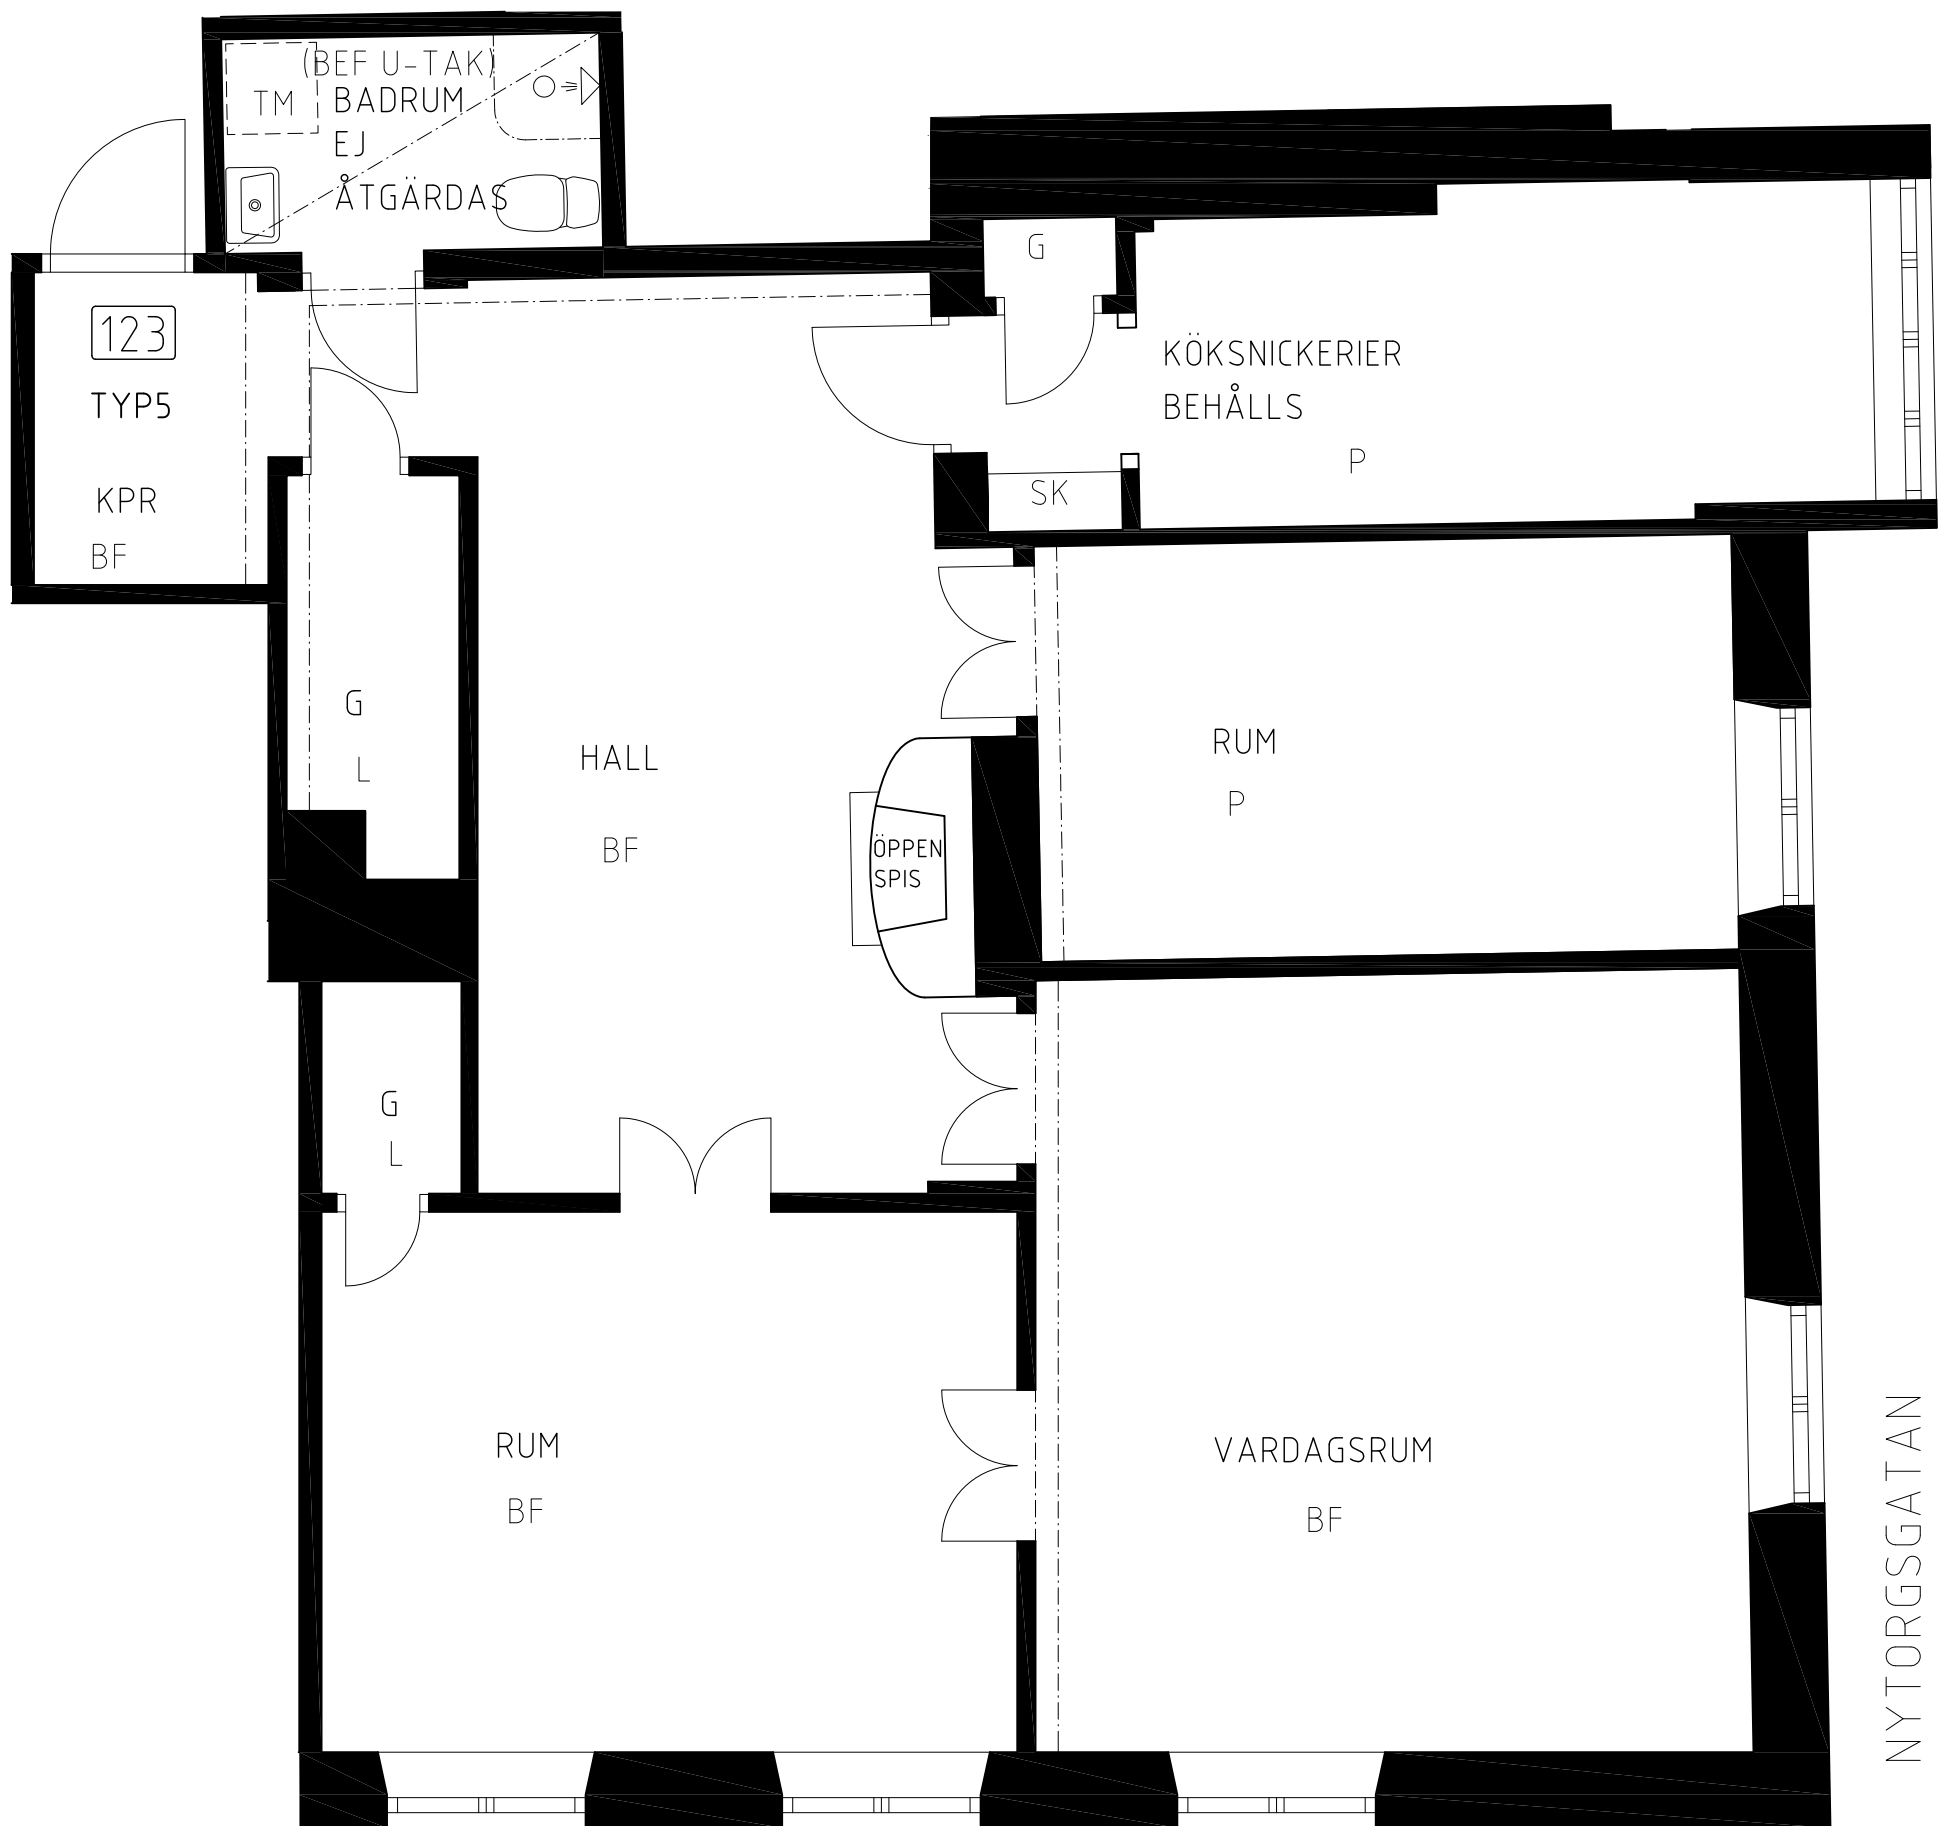 (BEF U-TAK)
TM
BADRUM
EJ
ÅTGÄRDAS
G
123
TYP5
KPR
BF
KÖKSNICKERIER
BEHÅLLS
P
SK
G
L
HALL
BF
ÖPPEN
SPIS
RUM
P
G
L
RUM
BF
VARDAGSRUM
BF
NYTORGSGATAN